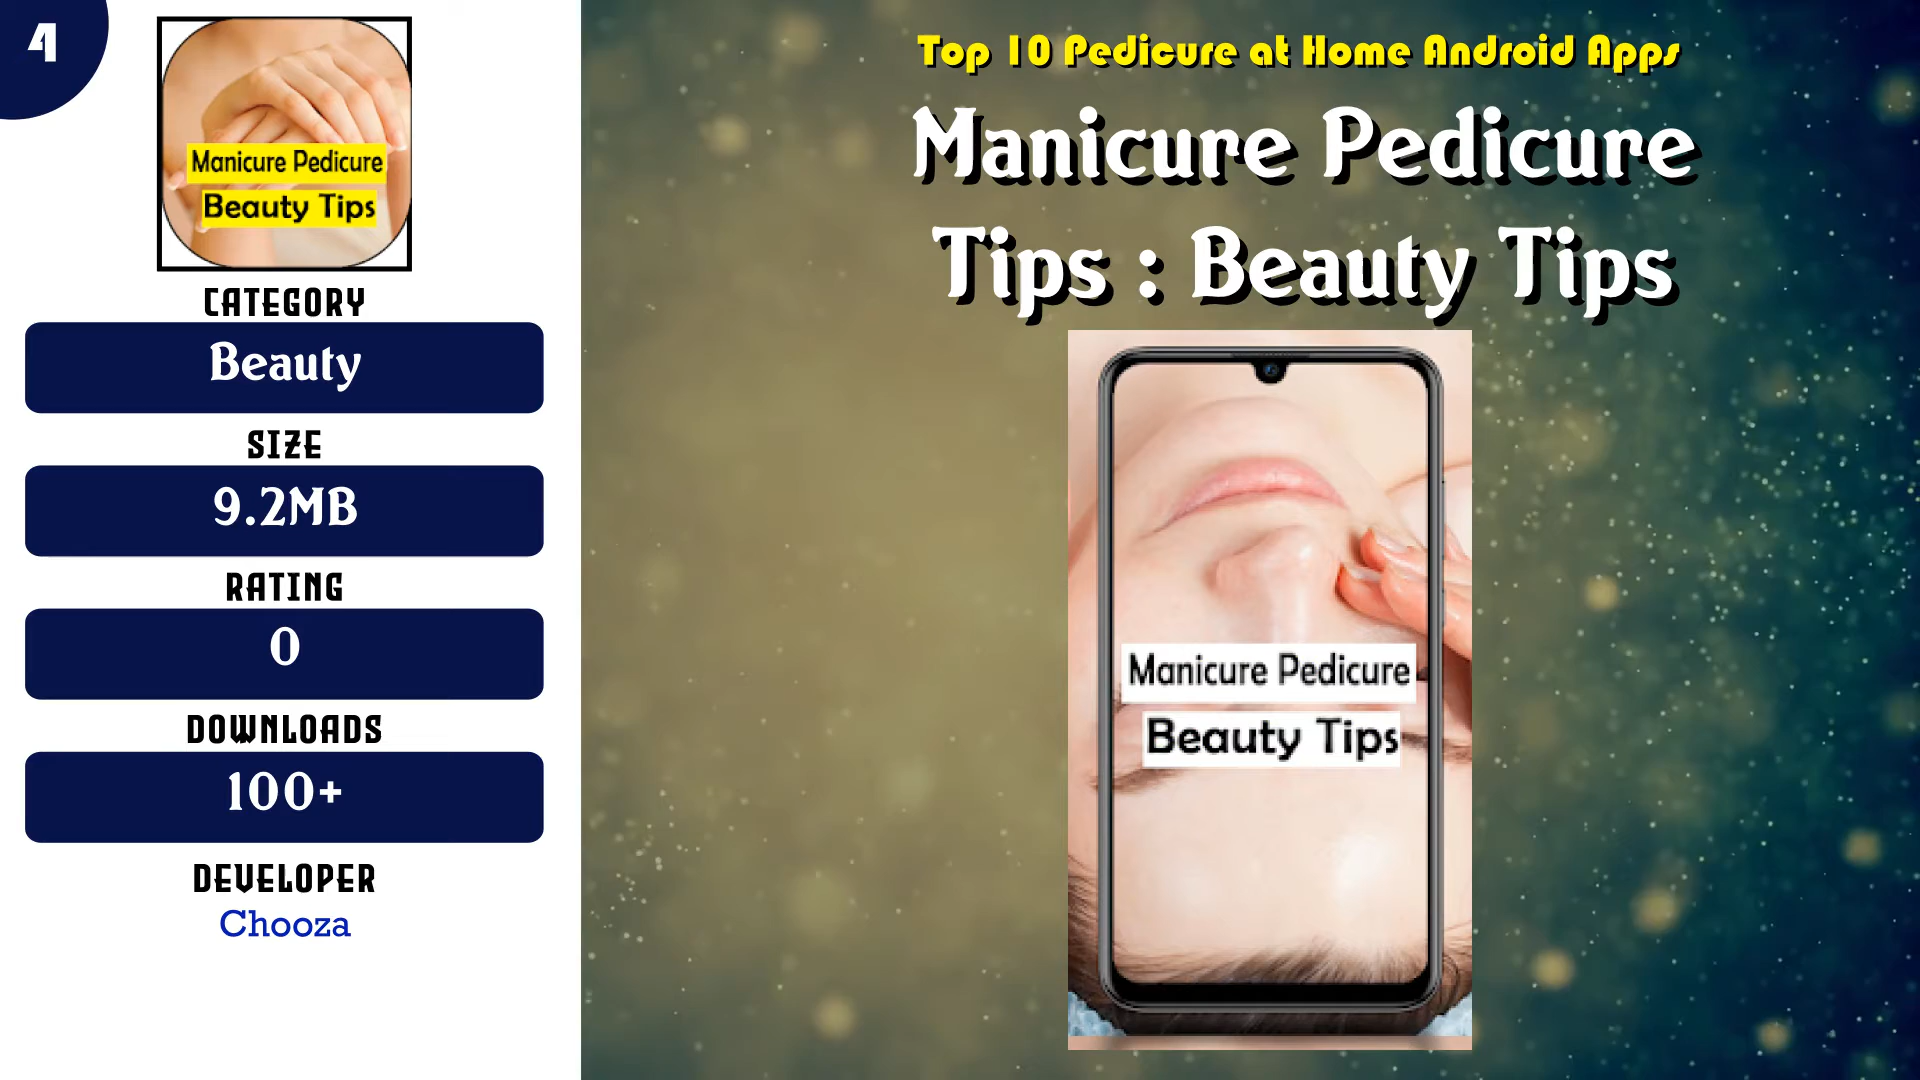 4
Manicure Pedicure
Beauty Tips
CATEGORY
Beauty
SIZE
9.2MB
RATING
0
DOWNLOADS
100+
DEVELOPER
Chooza
Top 10 Pedicure at Home Android Apps
Manicure Pedicure
Tips : Beauty Tips
Manicure Pedicure
Beauty Tips